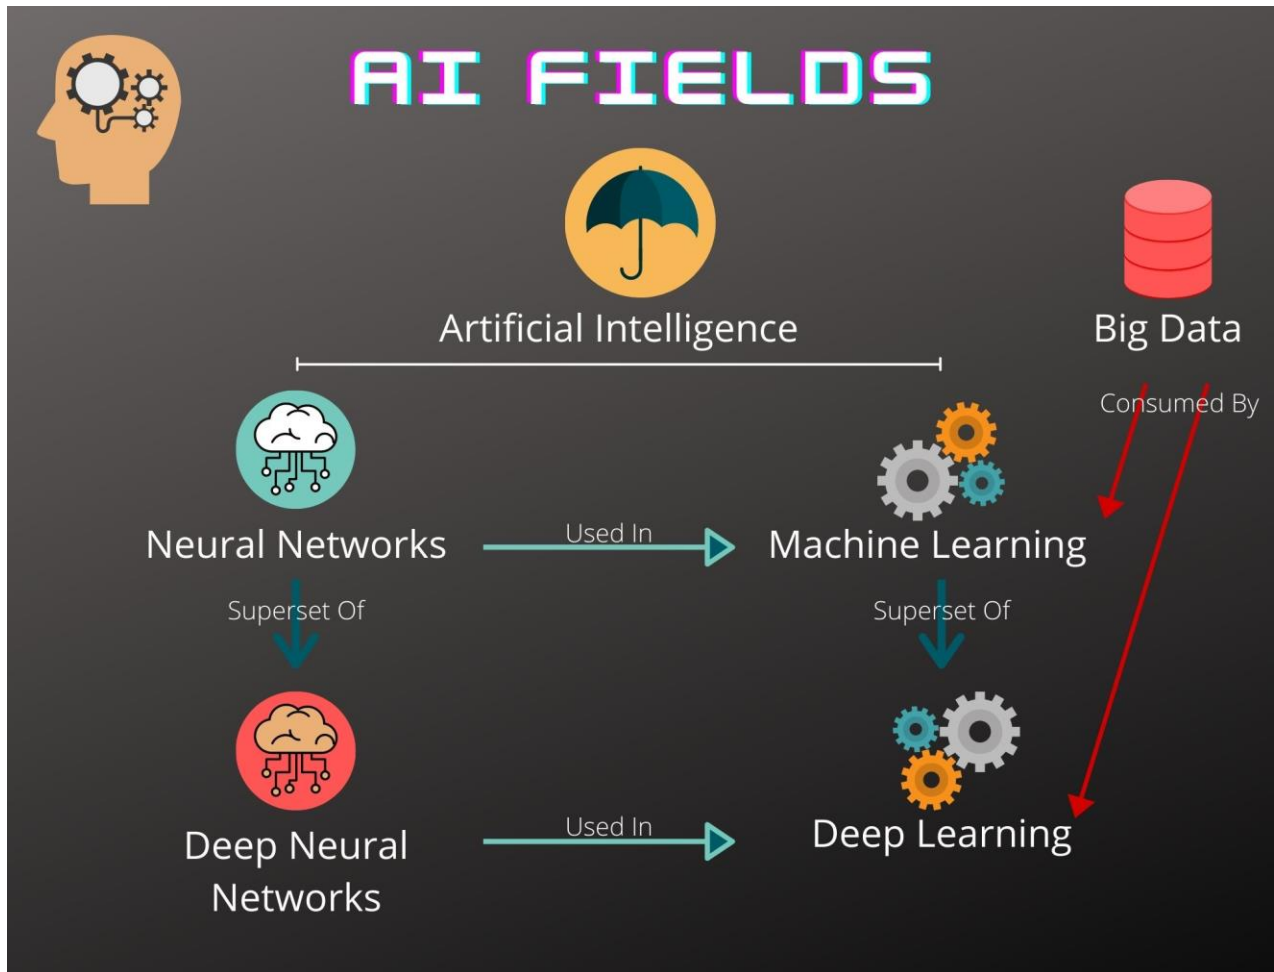 AI FIELDS
Artificial Intelligence
Big Data
Consumed By
Neural Networks
Used In
Machine Learning
Superset Of
Superset Of
Deep Neural
Networks
Used In
Deep Learning